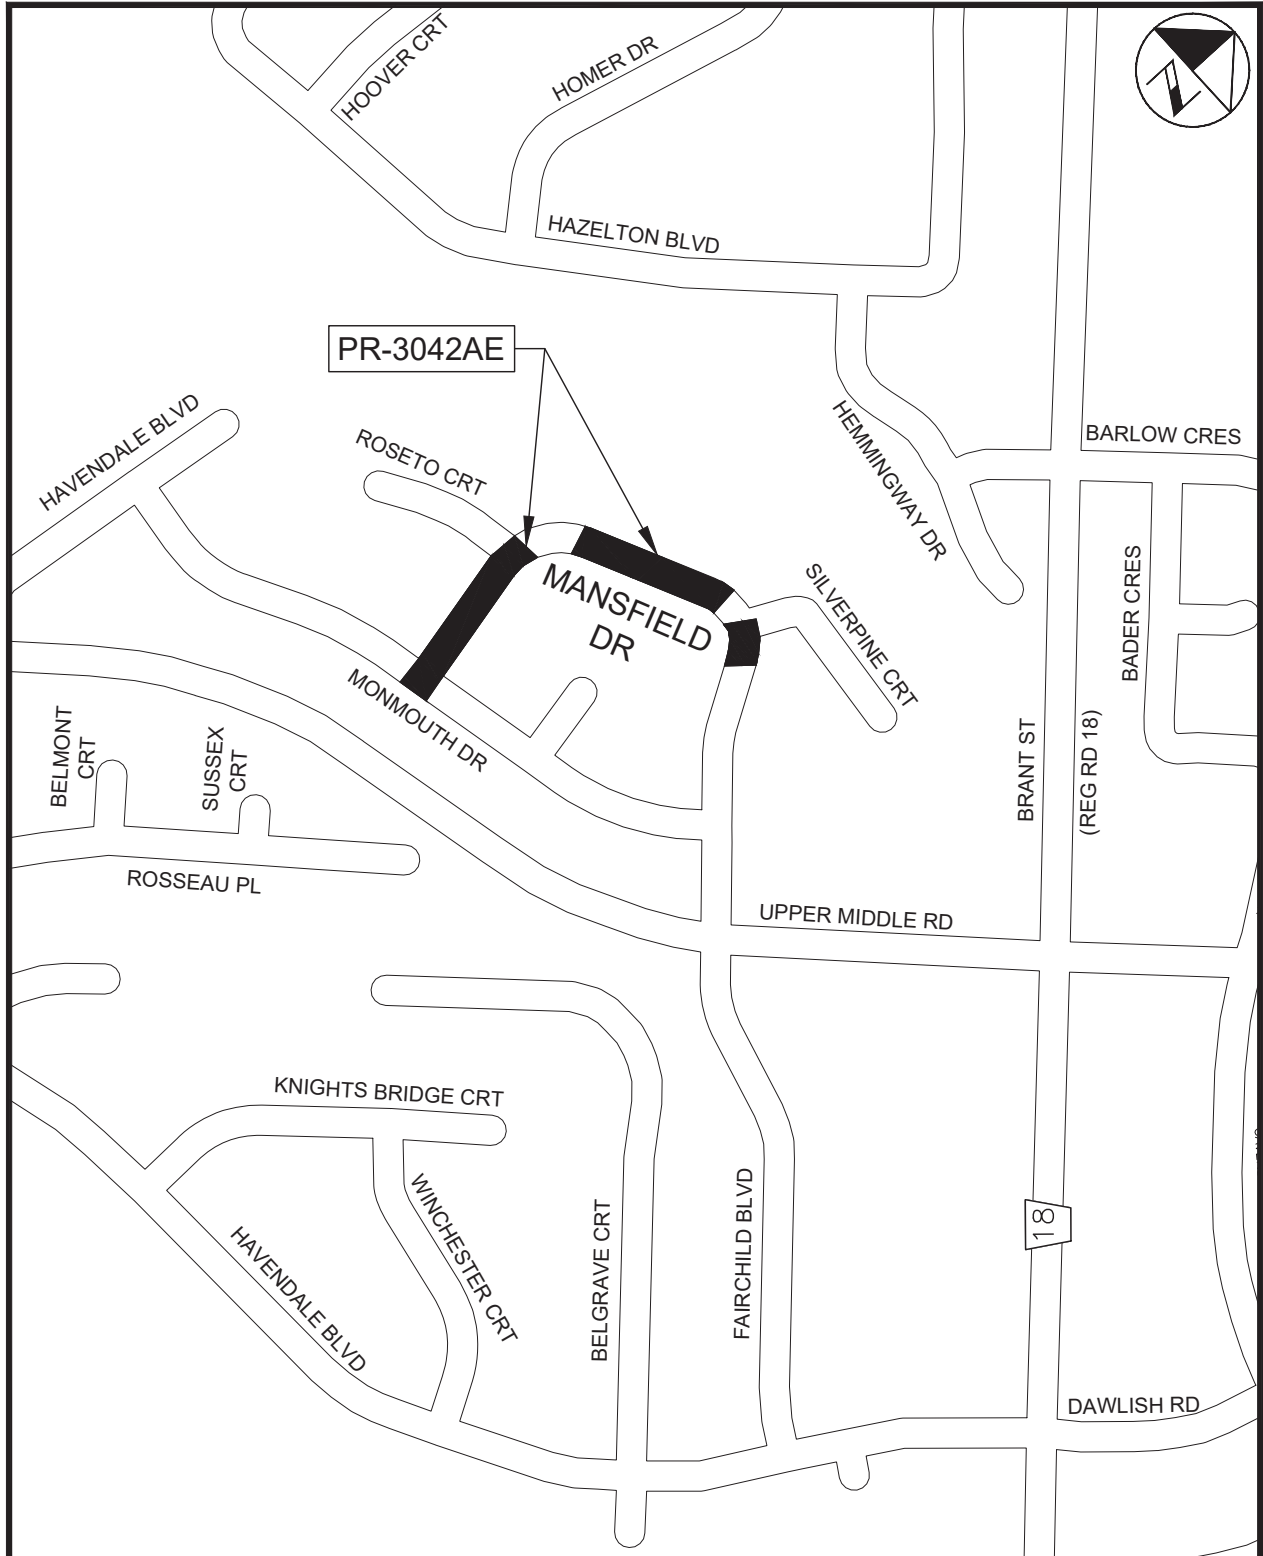 HOOVER CRT
HOMER DR
HAZELTON BLVD
PR-3042AE
HAVENDALE BLVD
ROSETO CRT
HEMMINGWAY DR
BARLOW CRES
BADER CRES
MANSFIELD
DR
SILVERPINE CRT
MONMOUTH DR
BELMONT
CRT
SUSSEX
CRT
BRANT ST
(REG RD 18)
ROSSEAU PL
UPPER MIDDLE RD
KNIGHTS BRIDGE CRT
WINCHESTER CRT
HAVENDALE BLVD
BELGRAVE CRT
FAIRCHILD BLVD
18
DAWLISH RD